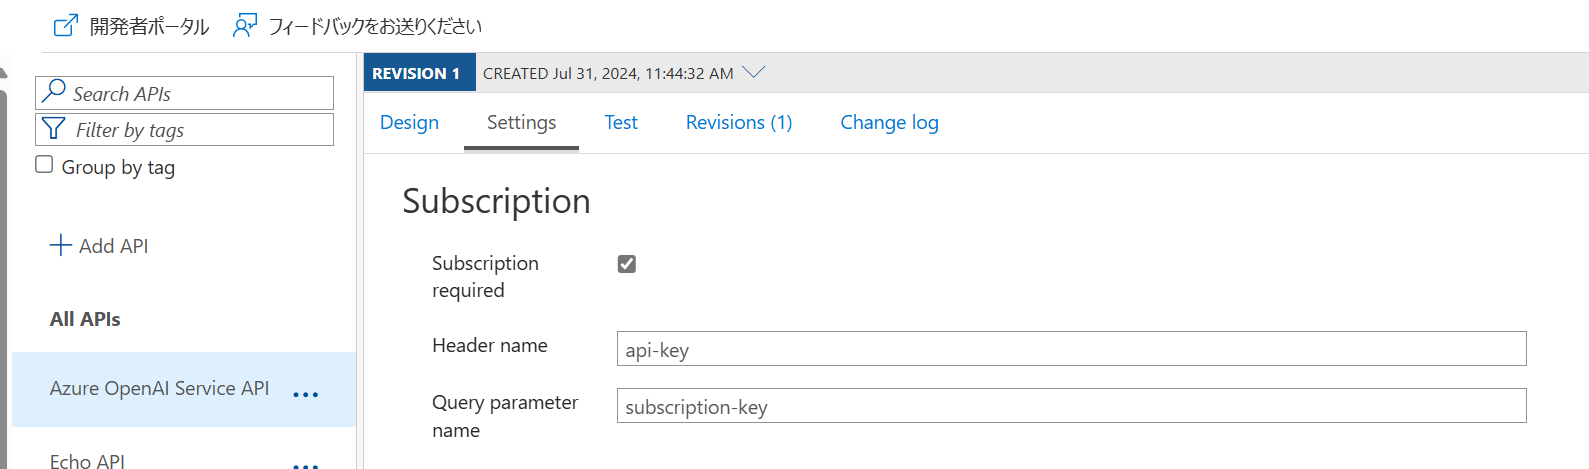 開発者ポータル フィードバックをお送りください
Search APIs
Filter by tags
Group by tag
Add API
All APIs
Azure OpenAI Service API ...
Echo API ...
REVISION 1 CREATED Jul 31, 2024, 11:44:32 AM
Design Settings Test Revisions (1) Change log
Subscription
Subscription
required
Header name api-key
Query parameter
name subscription-key